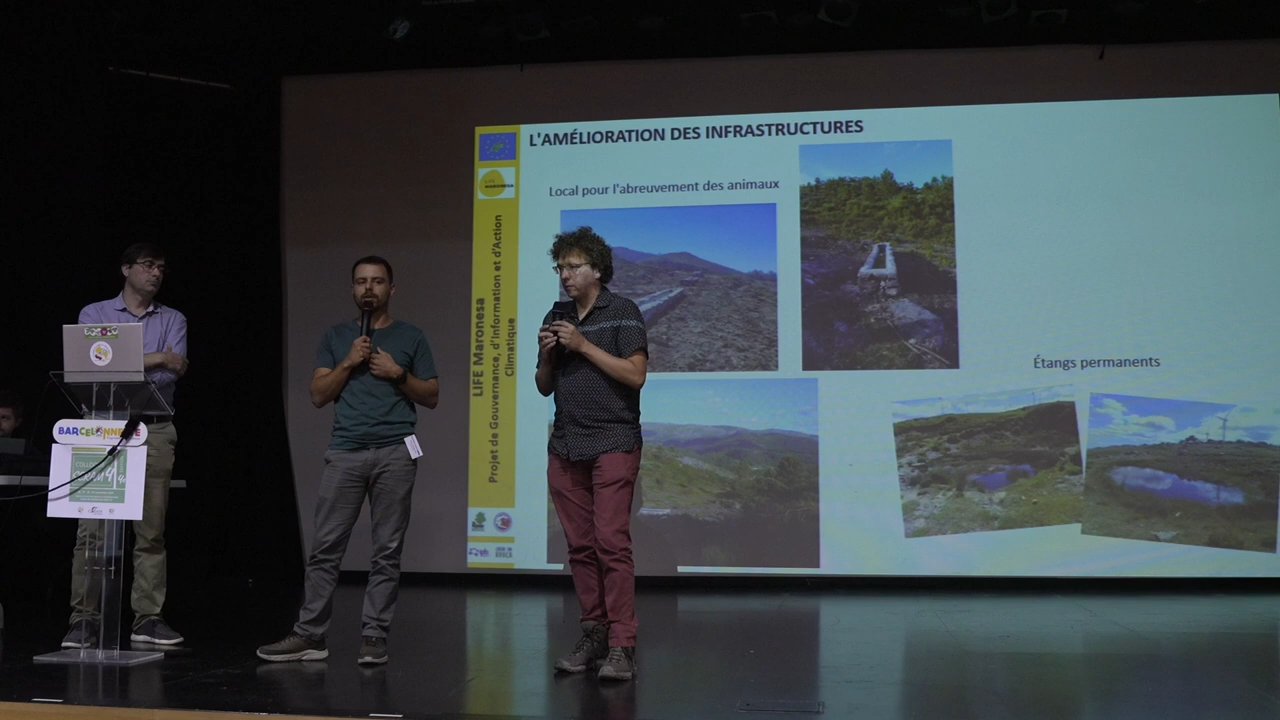 L'AMÉLIORATION DES INFRASTRUCTURES
Local pour l'abreuvement des animaux
Étangs permanents
LIFE Maronesa
Projet de Gouvernance, d'Information et d'Action
Climatique
MARONESA
BARCELONNETTE